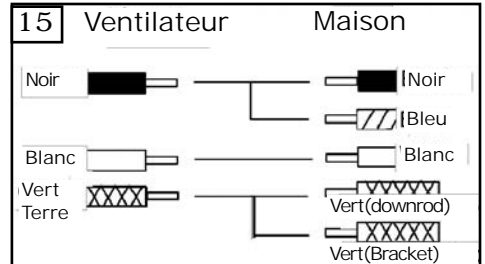 15 Ventilateur Maison
Noir Noir
Bleu
Blanc Blanc
Vert
Terre
Vert(downrod)
Vert(Bracket)